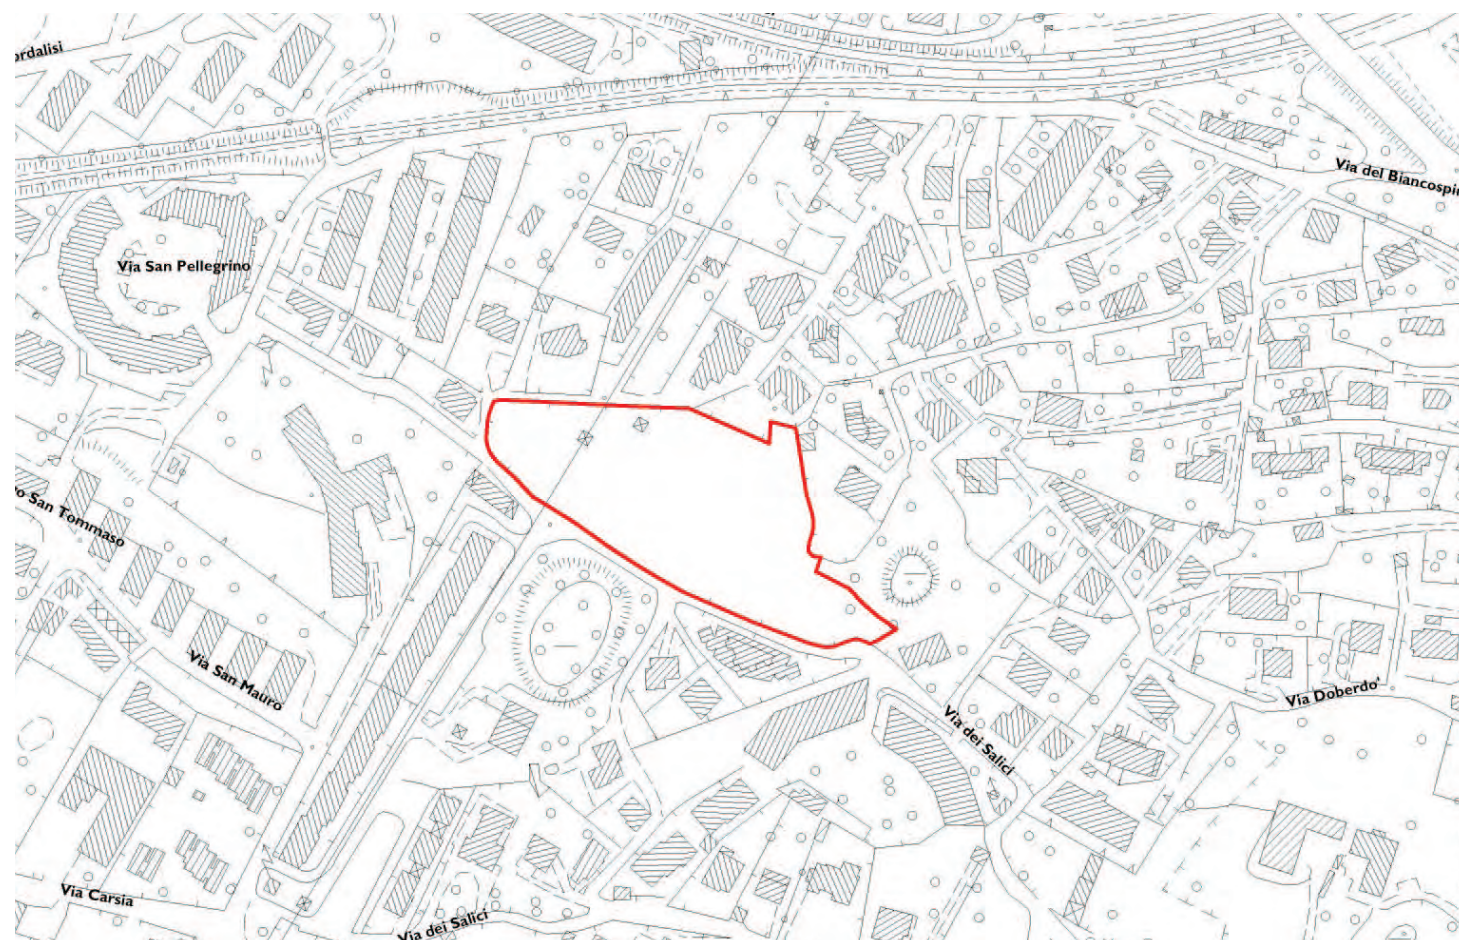 ordalisi
Via del Biancospi
Via San Pellegrino
o San Tommaso
Via San Mauro
Via Doberdo'
Via dei Salici
Via Carsia
Via dei Salici